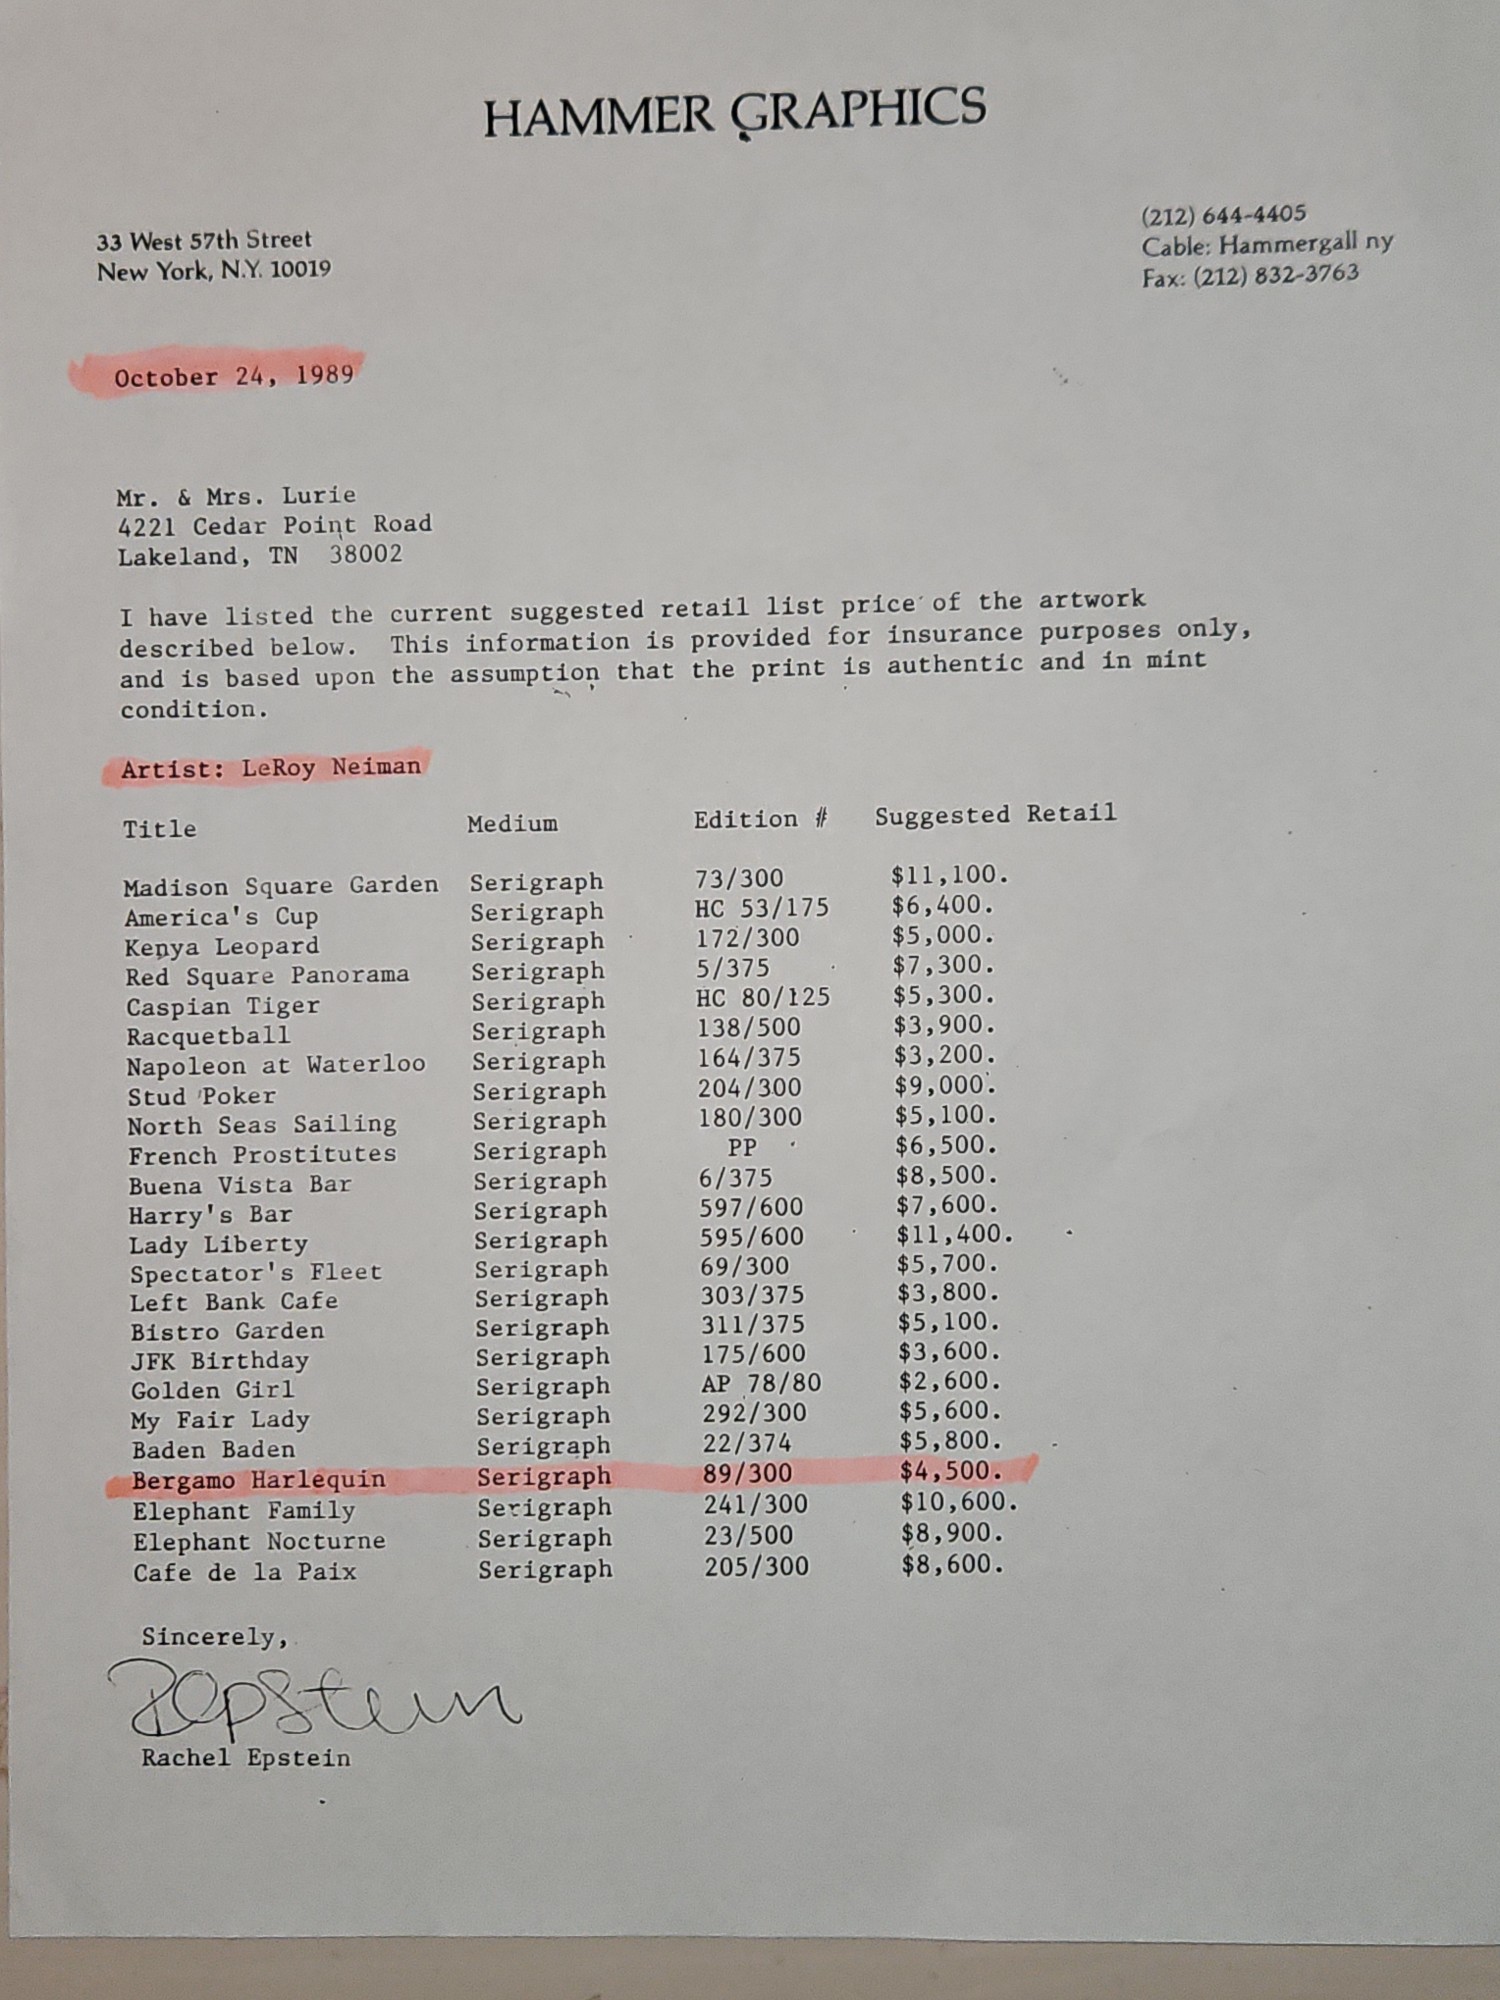 HAMMER GRAPHICS
33 West 57th Street
New York, N.Y. 10019
(212) 644-4405
Cable: Hammergall ny
Fax: (212) 832-3763
October 24, 1989
Mr. & Mrs. Lurie
4221 Cedar Point Road
Lakeland, TN 38002
I have listed the current suggested retail list price of the artwork
described below. This information is provided for insurance purposes only,
and is based upon the assumption that the print is authentic and in mint
condition.
Artist: LeRoy Neiman
Title Medium Edition # Suggested Retail
Madison Square Garden Serigraph 73/300 $11,100.
America's Cup Serigraph HC 53/175 $6,400.
Kenya Leopard Serigraph 172/300 $5,000.
Red Square Panorama Serigraph 5/375 $7,300.
Caspian Tiger Serigraph HC 80/125 $5,300.
Racquetball Serigraph 138/500 $3,900.
Napoleon at Waterloo Serigraph 164/375 $3,200.
Stud Poker Serigraph 204/300 $9,000.
North Seas Sailing Serigraph 180/300 $5,100.
French Prostitutes Serigraph PP $6,500.
Buena Vista Bar Serigraph 6/375 $8,500.
Harry's Bar Serigraph 597/600 $7,600.
Lady Liberty Serigraph 595/600 $11,400.
Spectator's Fleet Serigraph 69/300 $5,700.
Left Bank Cafe Serigraph 303/375 $3,800.
Bistro Garden Serigraph 311/375 $5,100.
JFK Birthday Serigraph 175/600 $3,600.
Golden Girl Serigraph AP 78/80 $2,600.
My Fair Lady Serigraph 292/300 $5,600.
Baden Baden Serigraph 22/374 $5,800.
Bergamo Harlequin Serigraph 89/300 $4,500.
Elephant Family Serigraph 241/300 $10,600.
Elephant Nocturne Serigraph 23/500 $8,900.
Cafe de la Paix Serigraph 205/300 $8,600.
Sincerely,
REpstein
Rachel Epstein